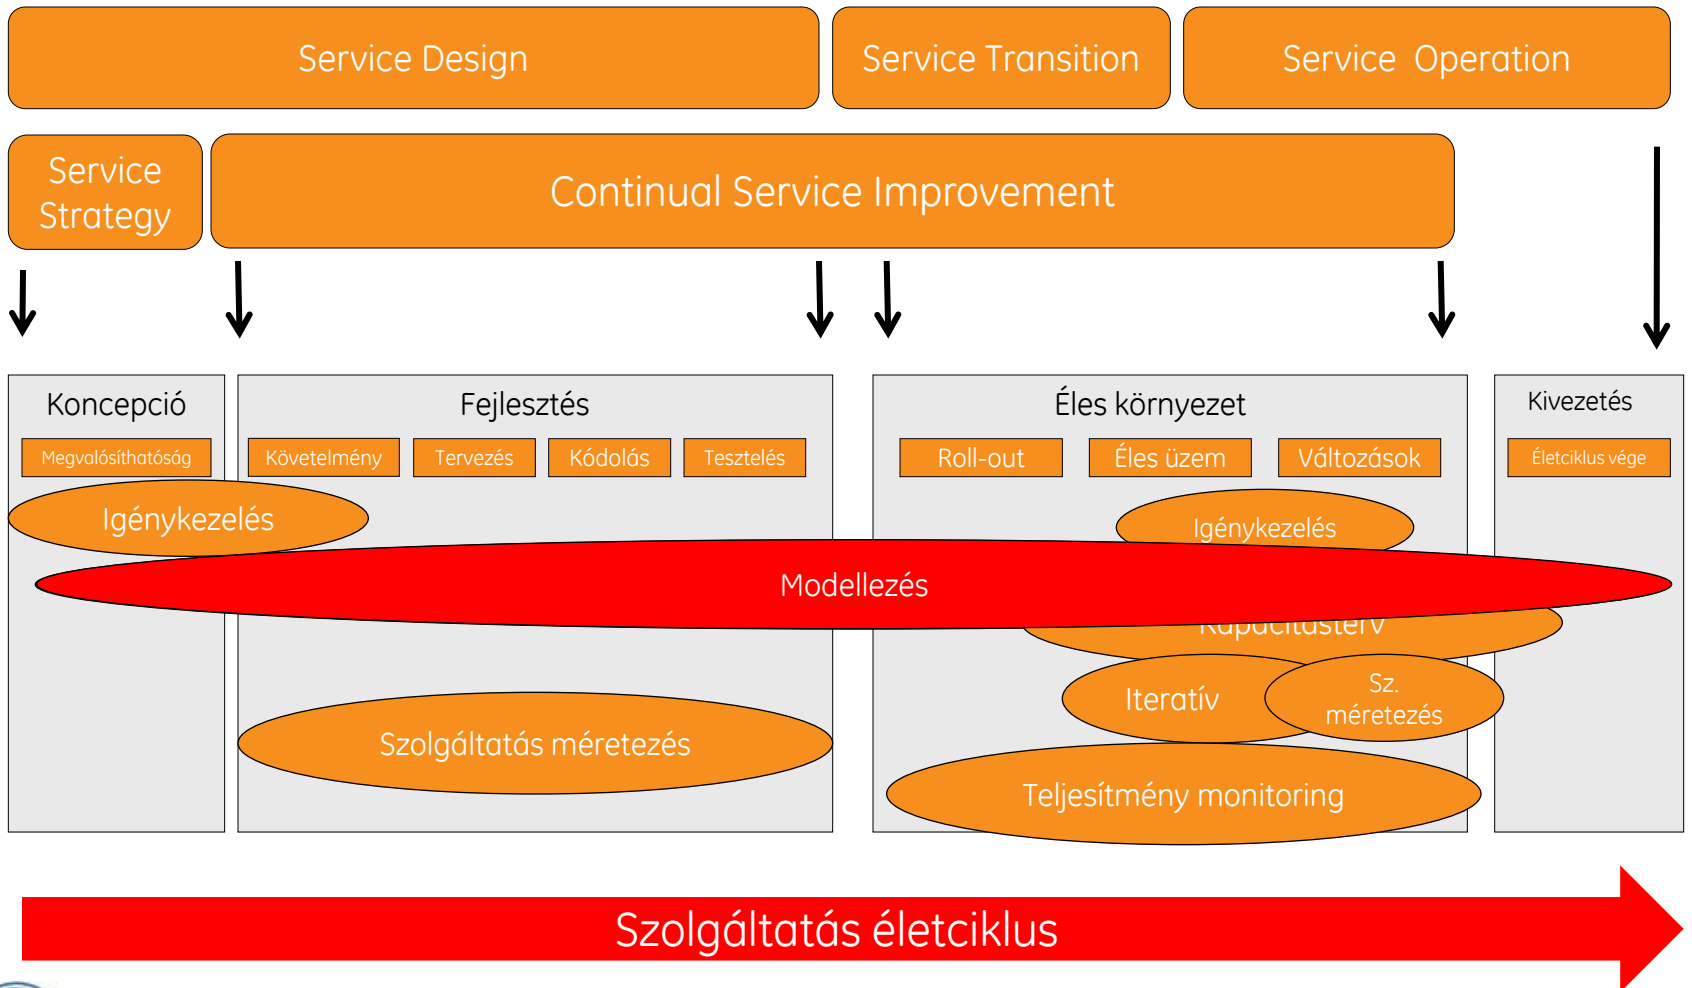 Service Design
Service Transition
Service Operation
Service
Strategy
Continual Service Improvement
Koncepció
Fejlesztés
Éles környezet
Kivezetés
Megvalósíthatóság
Követelmény
Tervezés
Kódolás
Tesztelés
Roll-out
Éles üzem
Változások
Életciklus vége
Igénykezelés
Igénykezelés
Modellezés
Kapacitásterv
Iteratív
Sz.
méretezés
Szolgáltatás méretezés
Teljesítmény monitoring
Szolgáltatás életciklus